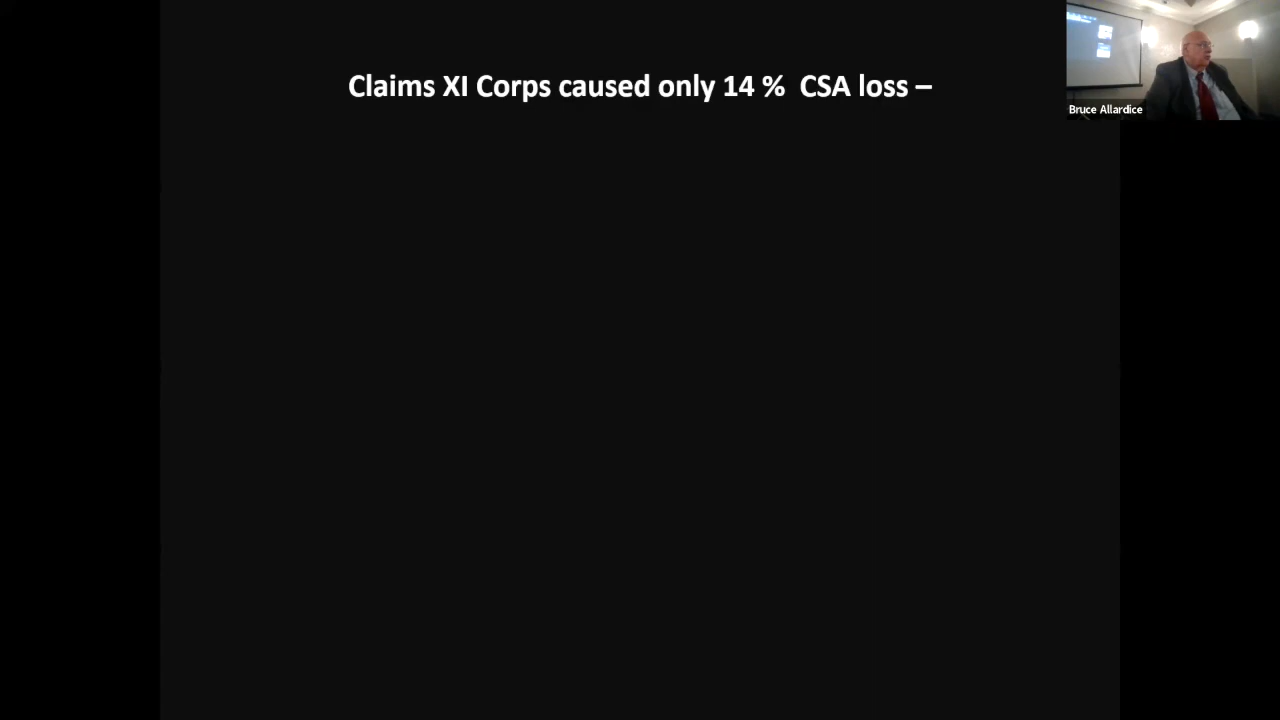 Claims XI Corps caused only 14 %  CSA loss –
Bruce Allardice